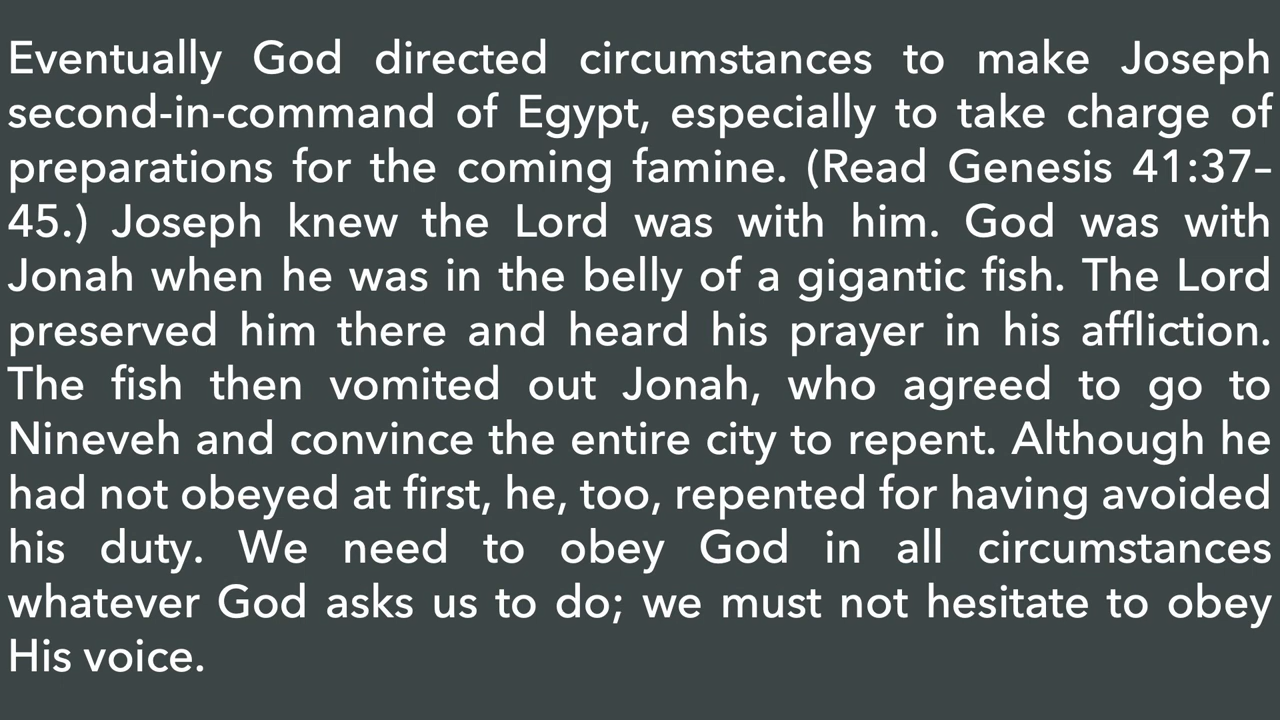 Eventually God directed circumstances to make Joseph
second-in-command of Egypt, especially to take charge of
preparations for the coming famine. (Read Genesis 41:37–
45.) Joseph knew the Lord was with him. God was with
Jonah when he was in the belly of a gigantic fish. The Lord
preserved him there and heard his prayer in his affliction.
The fish then vomited out Jonah, who agreed to go to
Nineveh and convince the entire city to repent. Although he
had not obeyed at first, he, too, repented for having avoided
his duty. We need to obey God in all circumstances
whatever God asks us to do; we must not hesitate to obey
His voice.